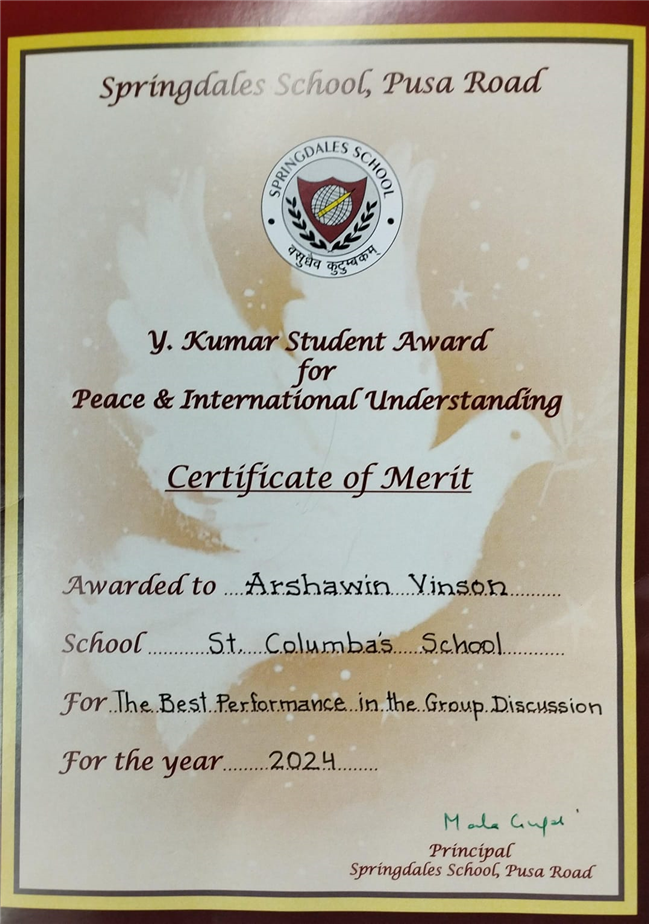 Springdales School, Pusa Road
SPRINGDALES SCHOOL
वसुधैव कुटुम्बकम्
Y. Kumar Student Award
for
Peace & International Understanding
Certificate of Merit
Awarded to ....Arshawin Vinson..........
School ..........St. Columba's School............
For ..The Best Performance in the Group Discussion
For the year........2024........
Principal
Springdales School, Pusa Road